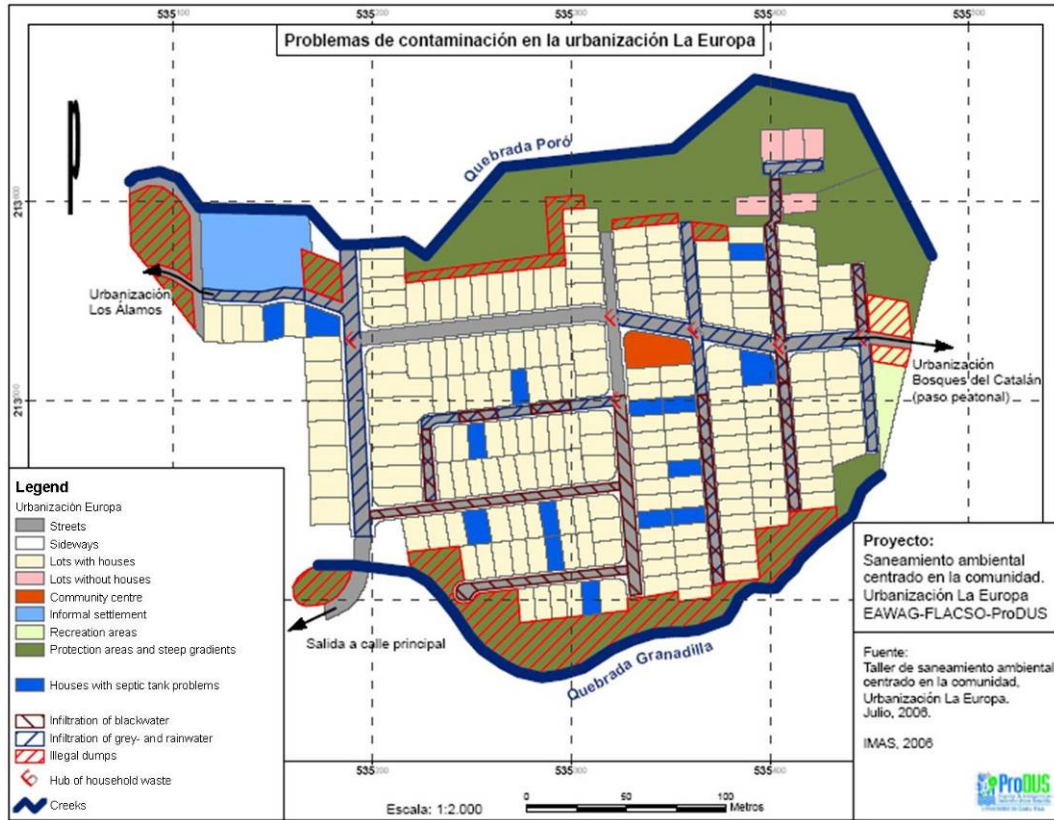 535100
535200
535300
535400
535500
Problemas de contaminación en la urbanización La Europa
Quebrada Poró
Urbanización
Los Álamos
Urbanización
Bosques del Catalán
(paso peatonal)
Legend
Urbanización Europa
Streets
Sideways
Lots with houses
Lots without houses
Community centre
Informal settlement
Recreation areas
Protection areas and steep gradients
Houses with septic tank problems
Infiltration of blackwater
Infiltration of grey- and rainwater
Illegal dumps
Hub of household waste
Creeks
Salida a calle principal
Quebrada Granadilla
Proyecto:
Saneamiento ambiental
centrado en la comunidad.
Urbanización La Europa
EAWAG-FLACSO-ProDUS
Fuente:
Taller de saneamiento ambiental
centrado en la comunidad,
Urbanización La Europa.
Julio, 2006.
IMAS, 2006
ProDUS
535200
535300
535400
Escala: 1:2.000
0 50 100
Metros